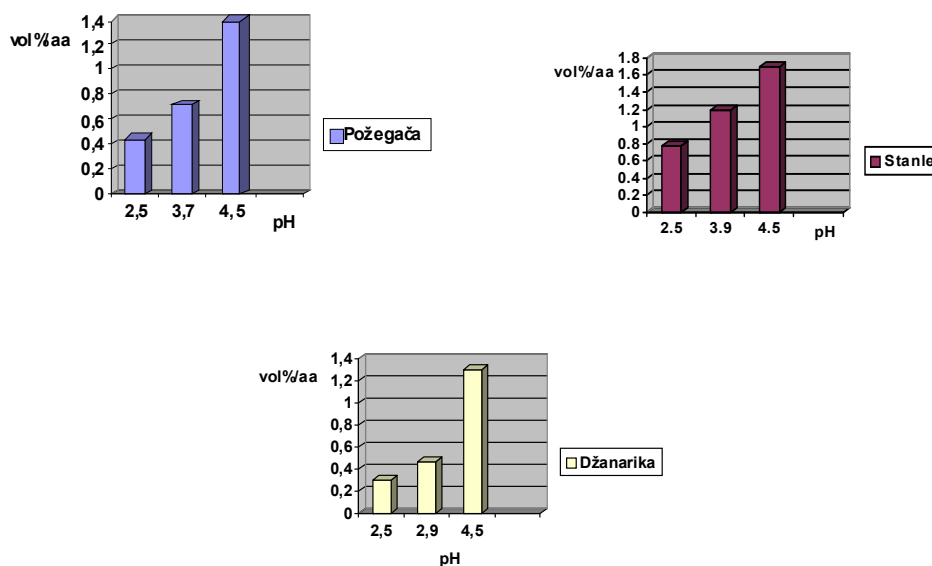 vol%/aa
1,4
1,2
1
0,8
0,6
0,4
0,2
0
2,5 3,7 4,5
pH
Požegača
vol%/aa
1.8
1.6
1.4
1.2
1
0.8
0.6
0.4
0.2
0
2.5 3.9 4.5
pH
Stanle
vol%/aa
1,4
1,2
1
0,8
0,6
0,4
0,2
0
2,5 2,9 4,5
pH
Džanarika